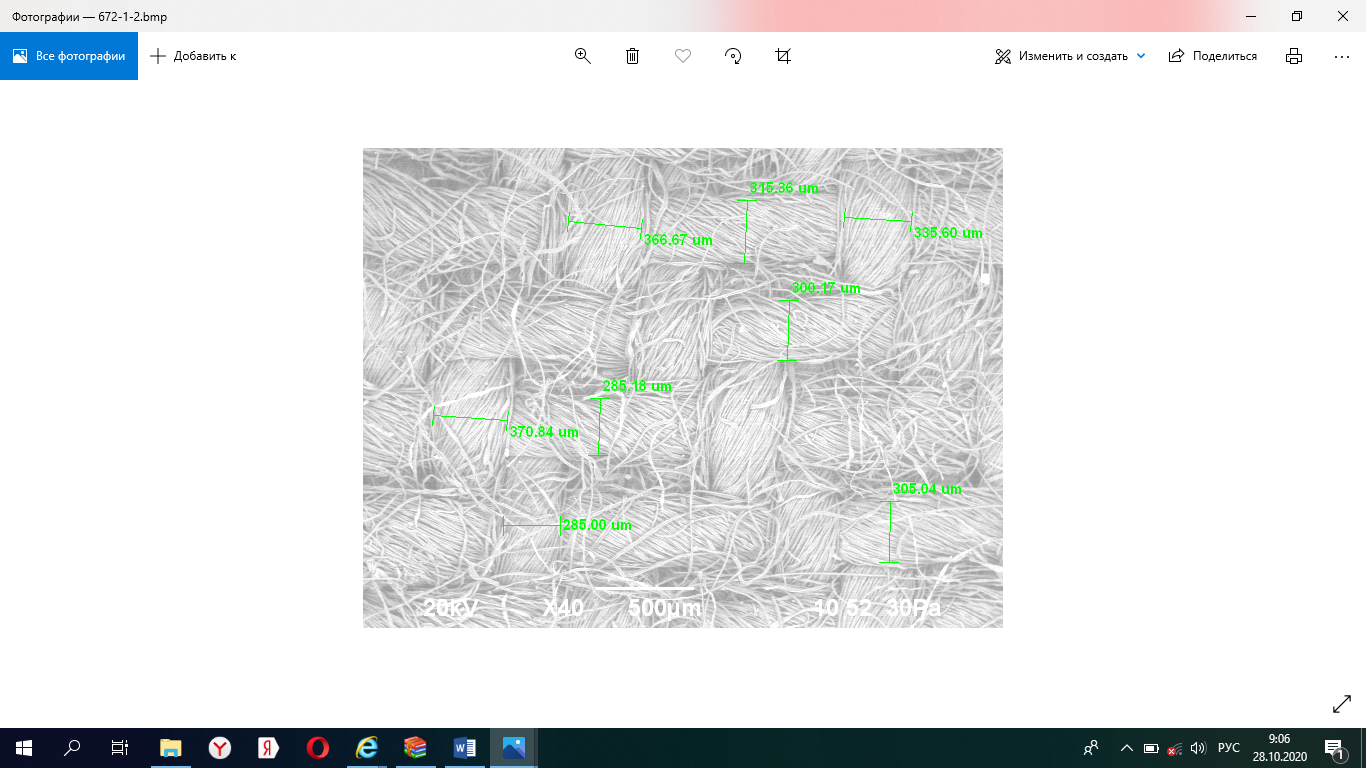 Фотографии — 672-1-2.bmp
Все фотографии
Добавить к
Изменить и создать
Поделиться
315.36 um
366.67 um
335.60 um
300.17 um
285.18 um
370.84 um
305.04 um
285.00 um
20kV X40 500µm 10 52 30Pa
РУС
9:06
28.10.2020
1